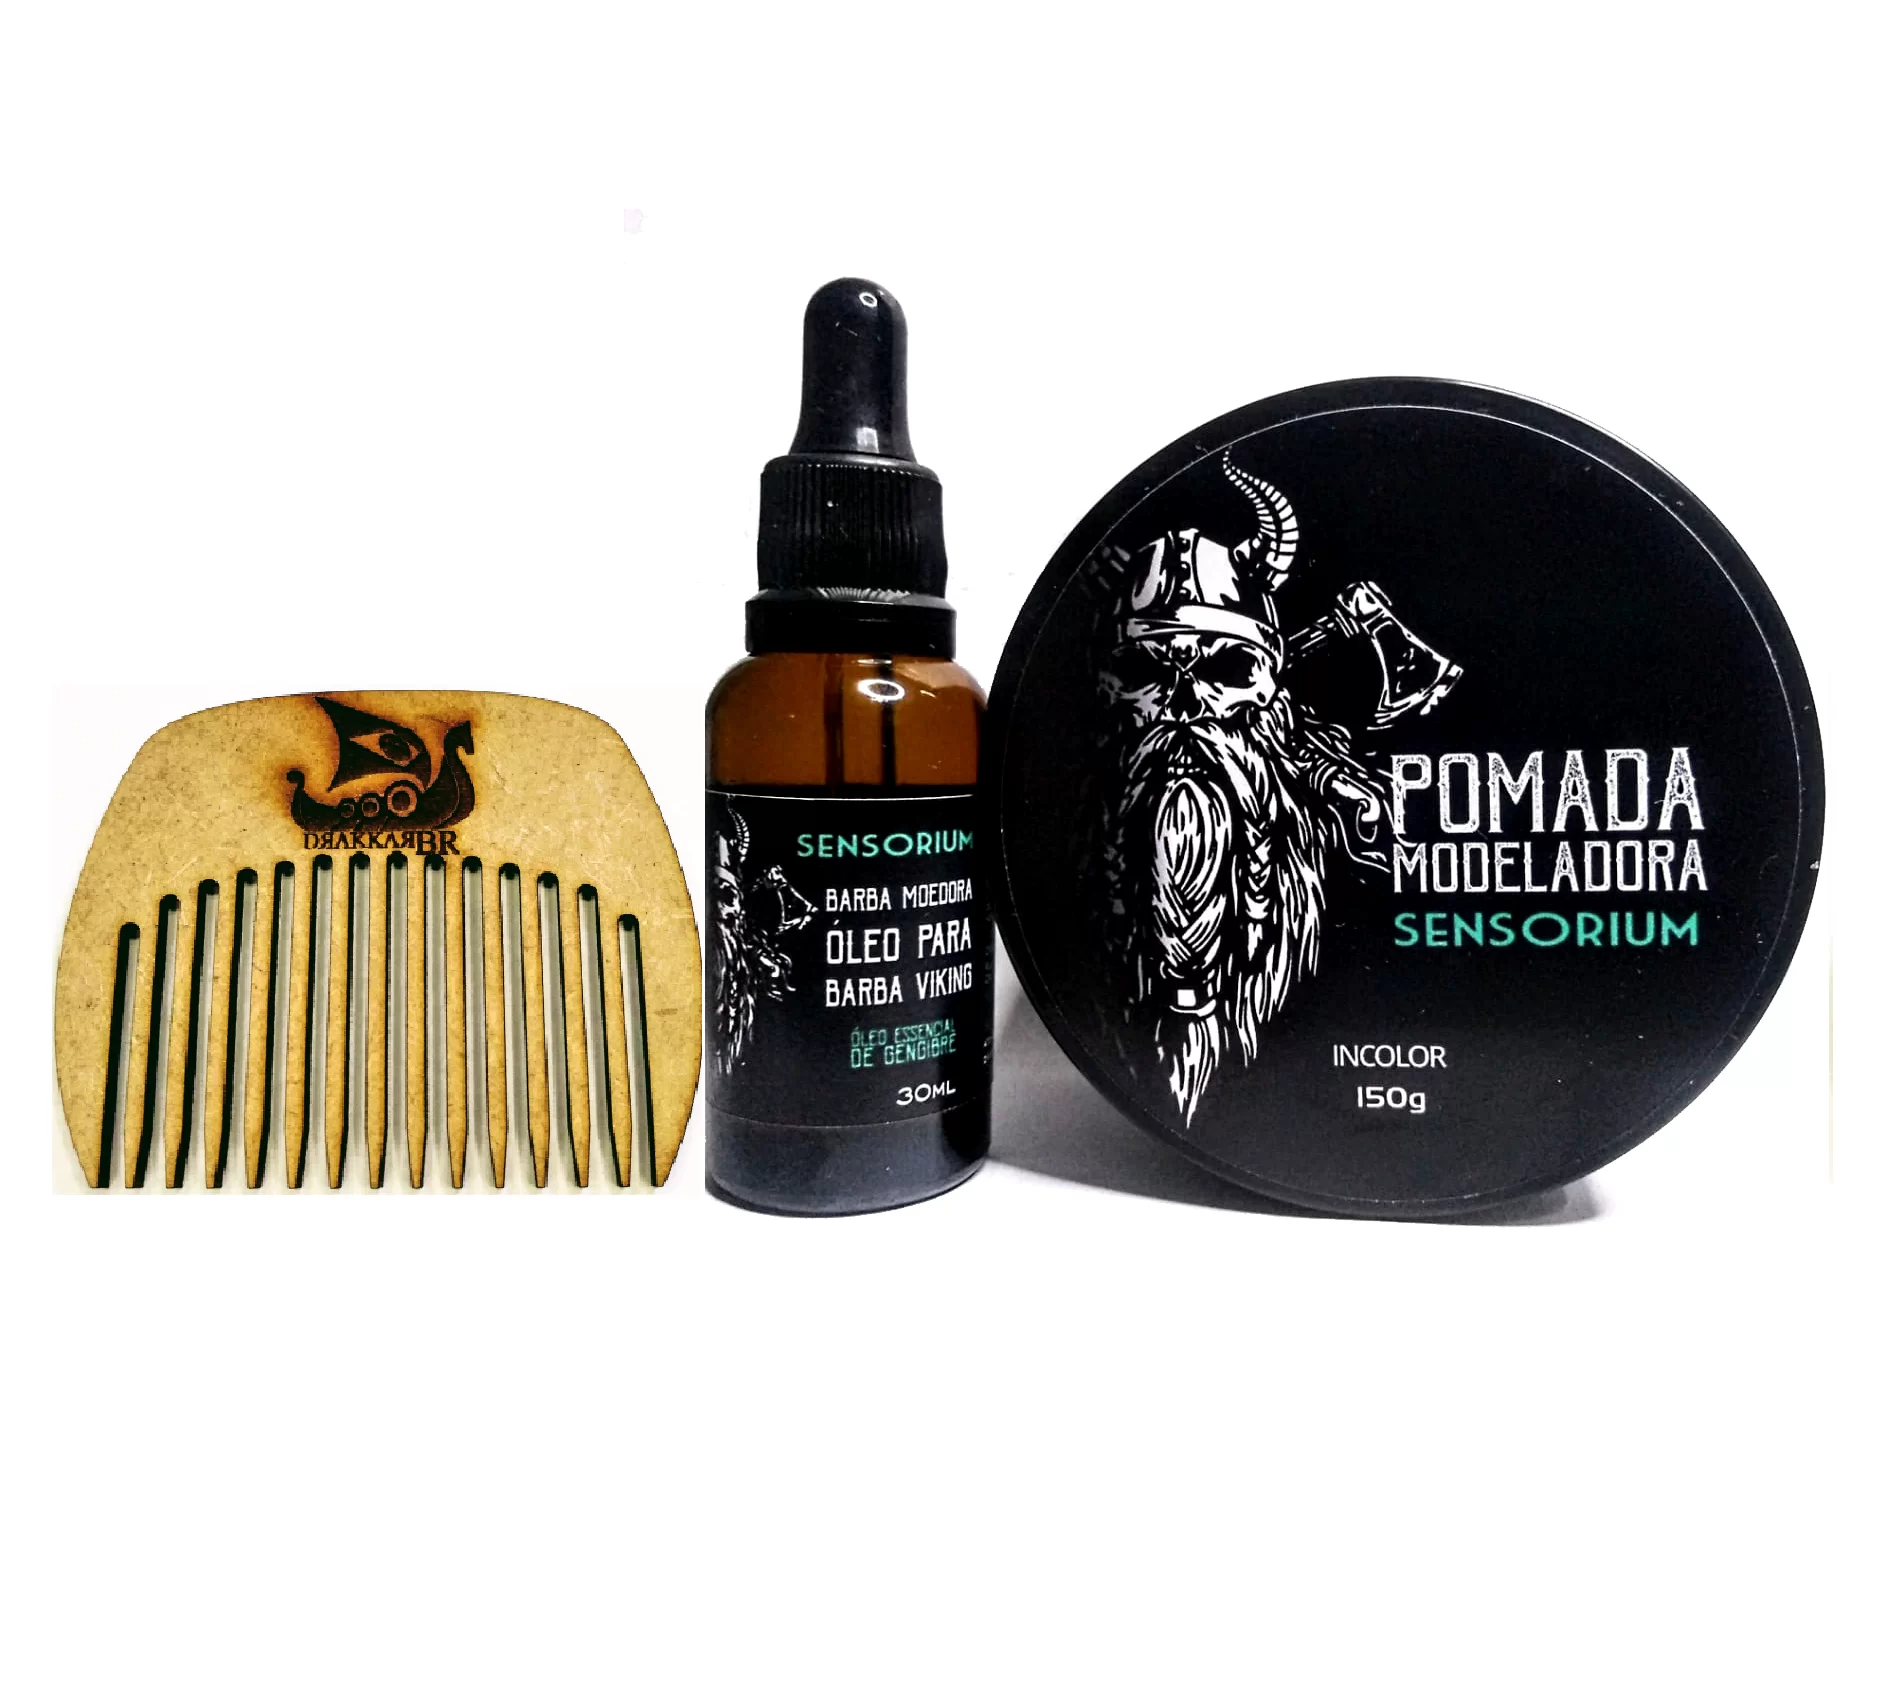 DRAKKARBR
SENSORIUM
BARBA MOEDORA
ÓLEO PARA
BARBA VIKING
ÓLEO ESSENCIAL
DE GENGIBRE
30ML
POMADA
MODELADORA
SENSORIUM
INCOLOR
150g